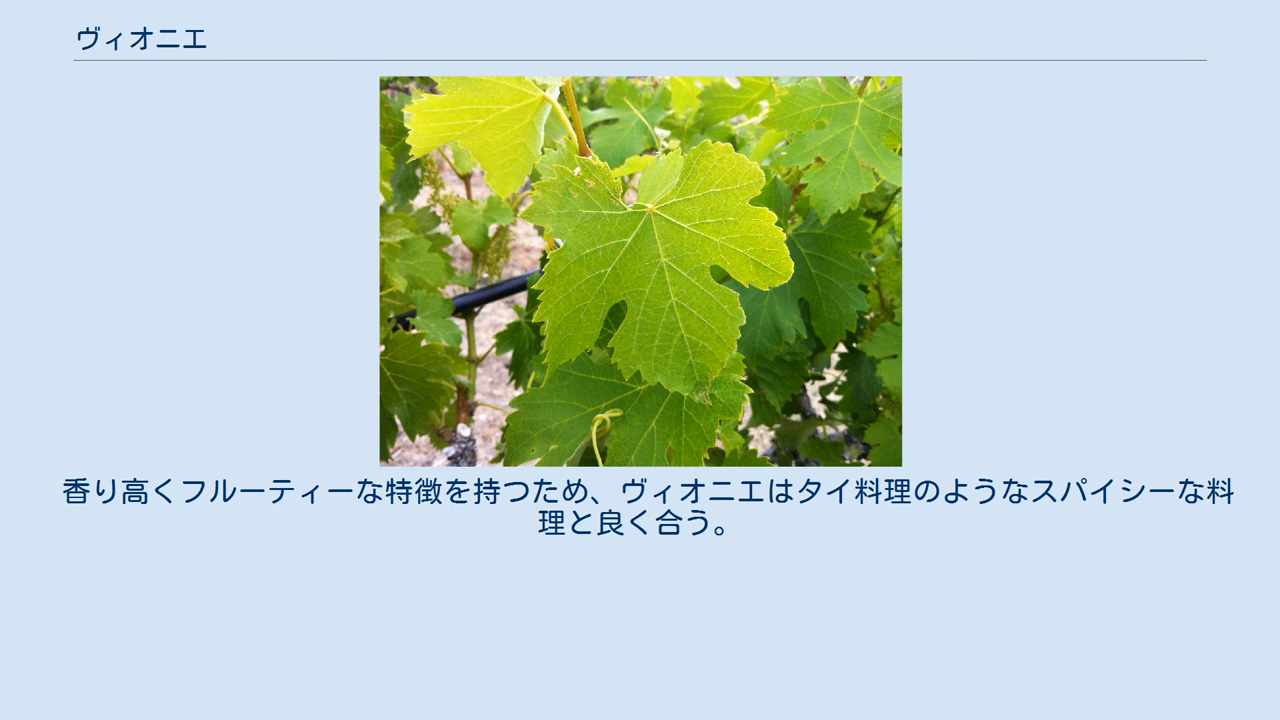 ヴィオニエ
香り高くフルーティーな特徴を持つため、ヴィオニエはタイ料理のようなスパイシーな料
理と良く合う。